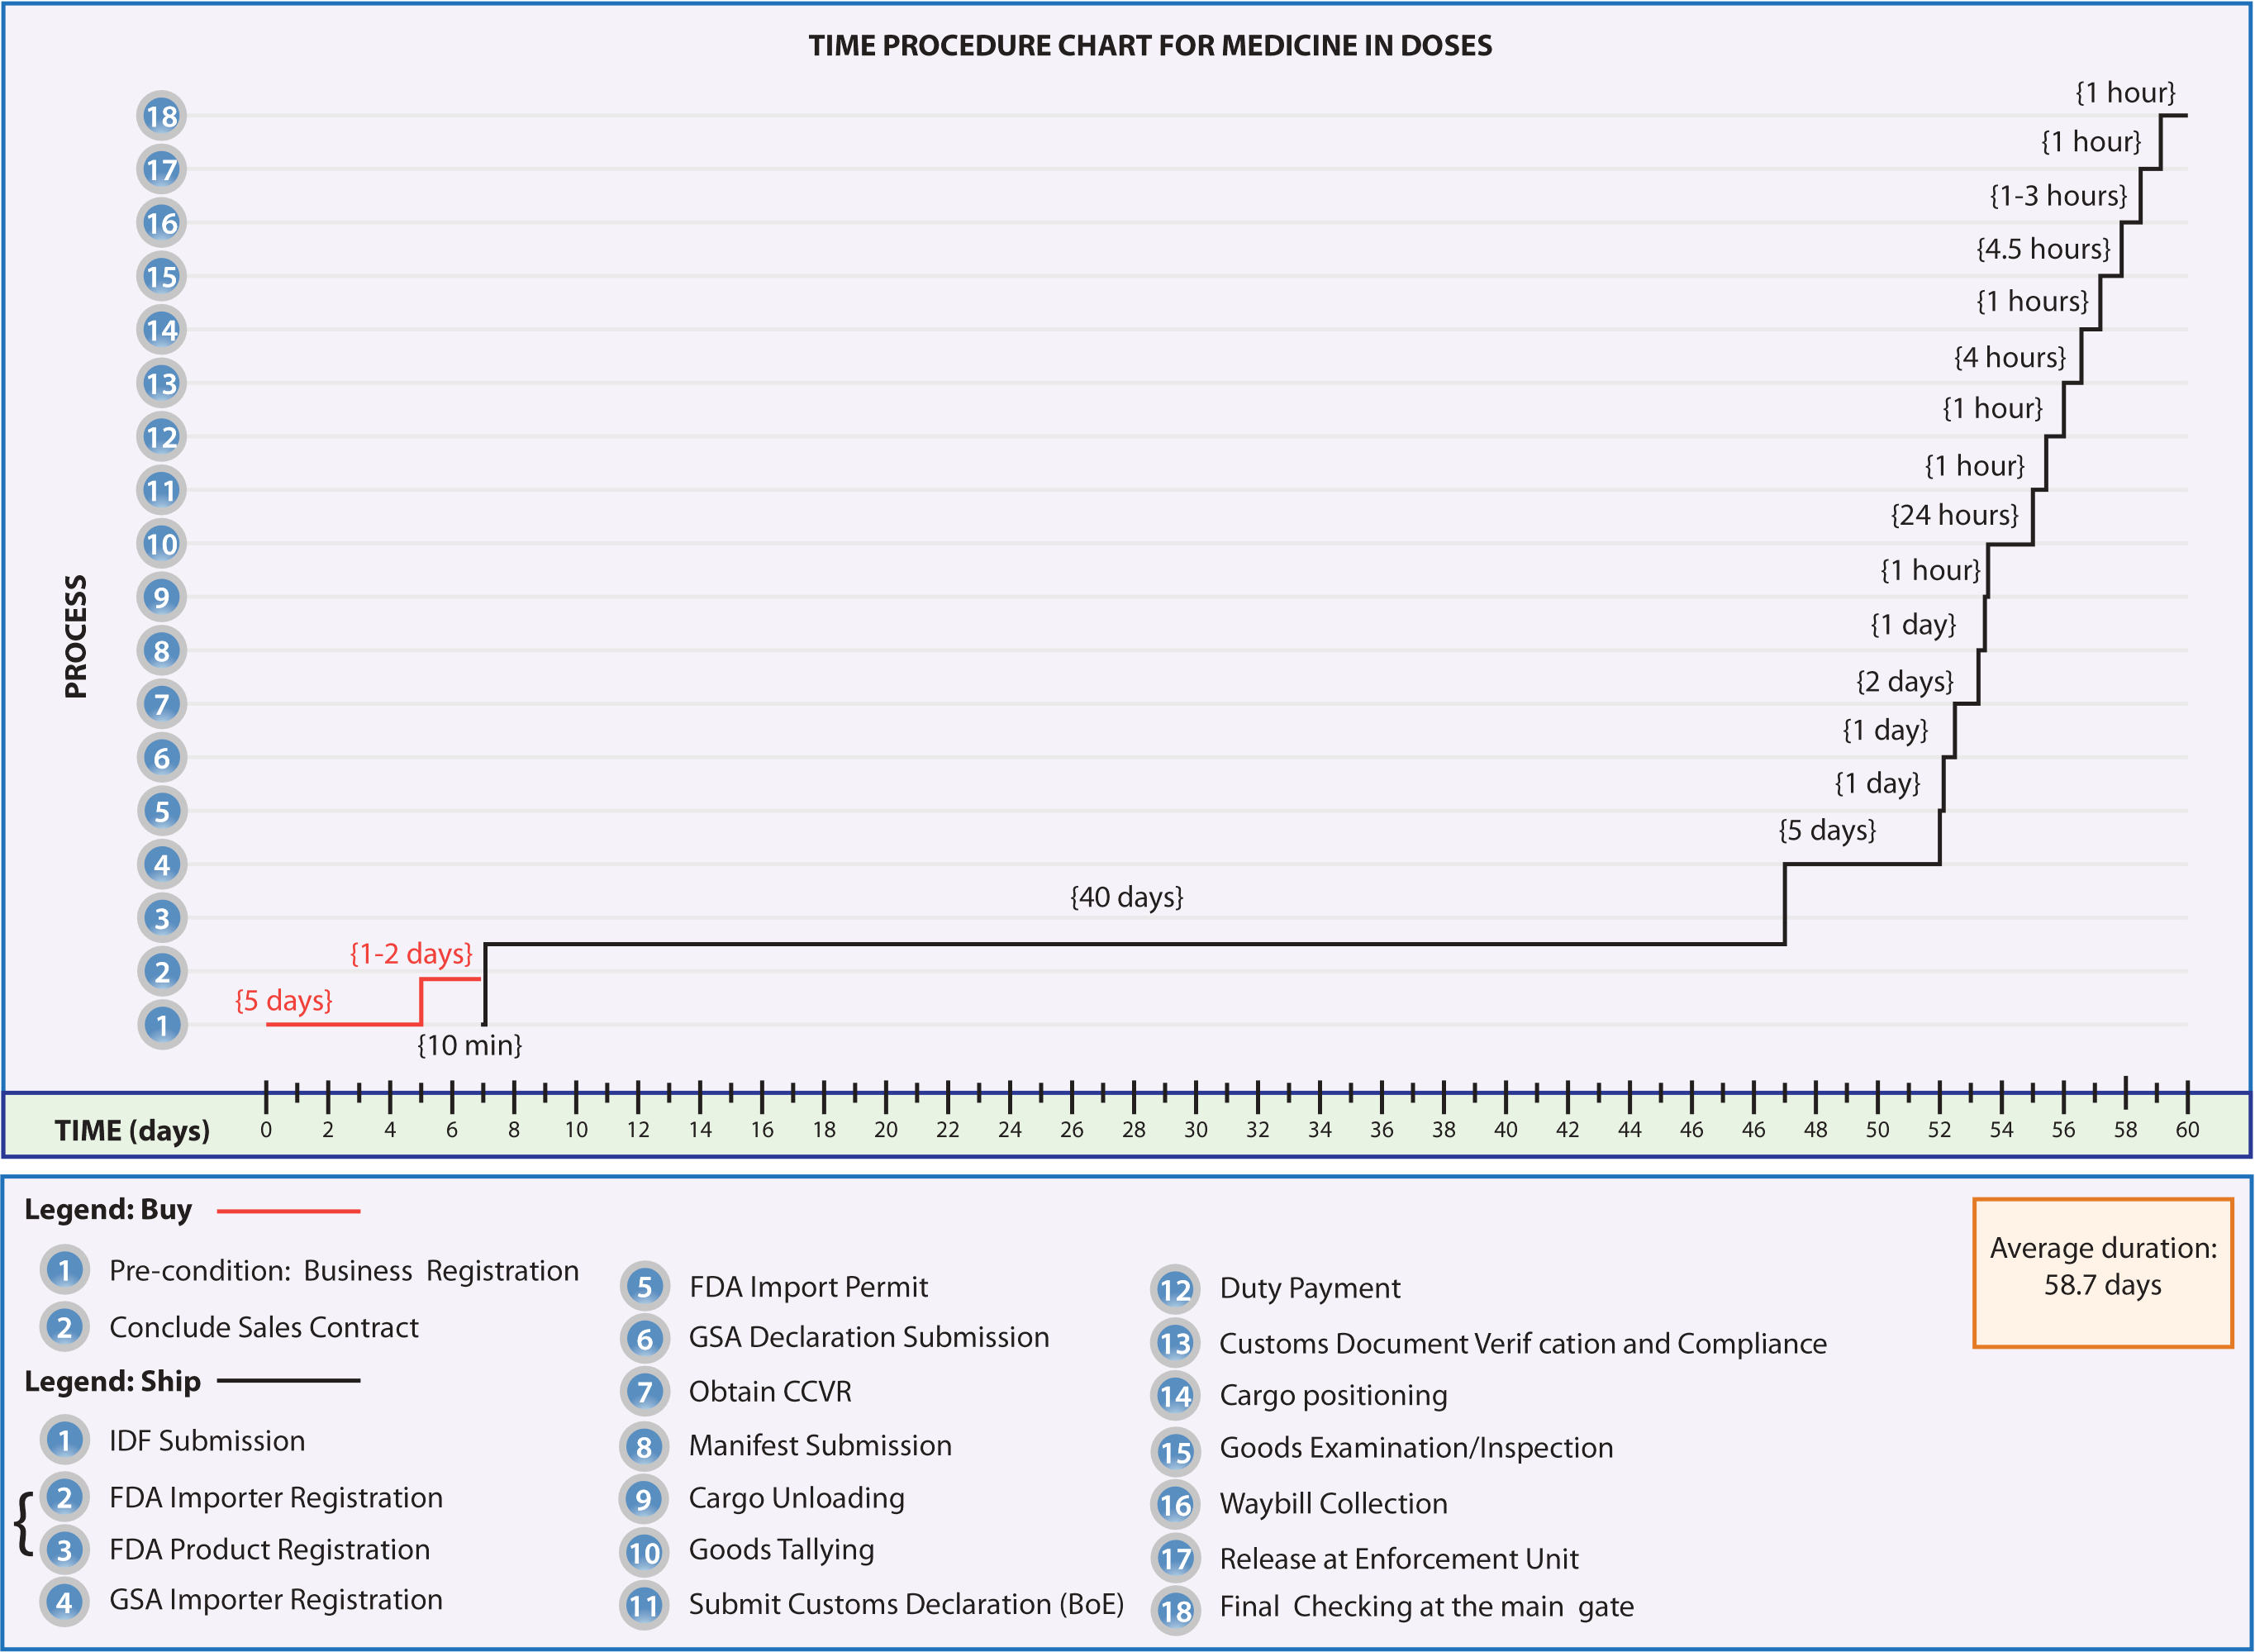 TIME PROCEDURE CHART FOR MEDICINE IN DOSES
{1 hour}
18
{1 hour}
17
{1-3 hours}
16
{4.5 hours}
15
{1 hours}
14
{4 hours}
13
{1 hour}
12
{1 hour}
11
{24 hours}
10
{1 hour}
9
{1 day}
8
{2 days}
7
{1 day}
6
{1 day}
5
{5 days}
4
{40 days}
3
{1-2 days}
2
{5 days}
1
{10 min}
PROCESS
TIME (days) 0 2 4 6 8 10 12 14 16 18 20 22 24 26 28 30 32 34 36 38 40 42 44 46 46 48 50 52 54 56 58 60
Legend: Buy
1 Pre-condition: Business Registration
2 Conclude Sales Contract
Legend: Ship
1 IDF Submission
{ 2 FDA Importer Registration
3 FDA Product Registration
4 GSA Importer Registration
5 FDA Import Permit
6 GSA Declaration Submission
7 Obtain CCVR
8 Manifest Submission
9 Cargo Unloading
10 Goods Tallying
11 Submit Customs Declaration (BoE)
12 Duty Payment
13 Customs Document Verif cation and Compliance
14 Cargo positioning
15 Goods Examination/Inspection
16 Waybill Collection
17 Release at Enforcement Unit
18 Final Checking at the main gate
Average duration:
58.7 days